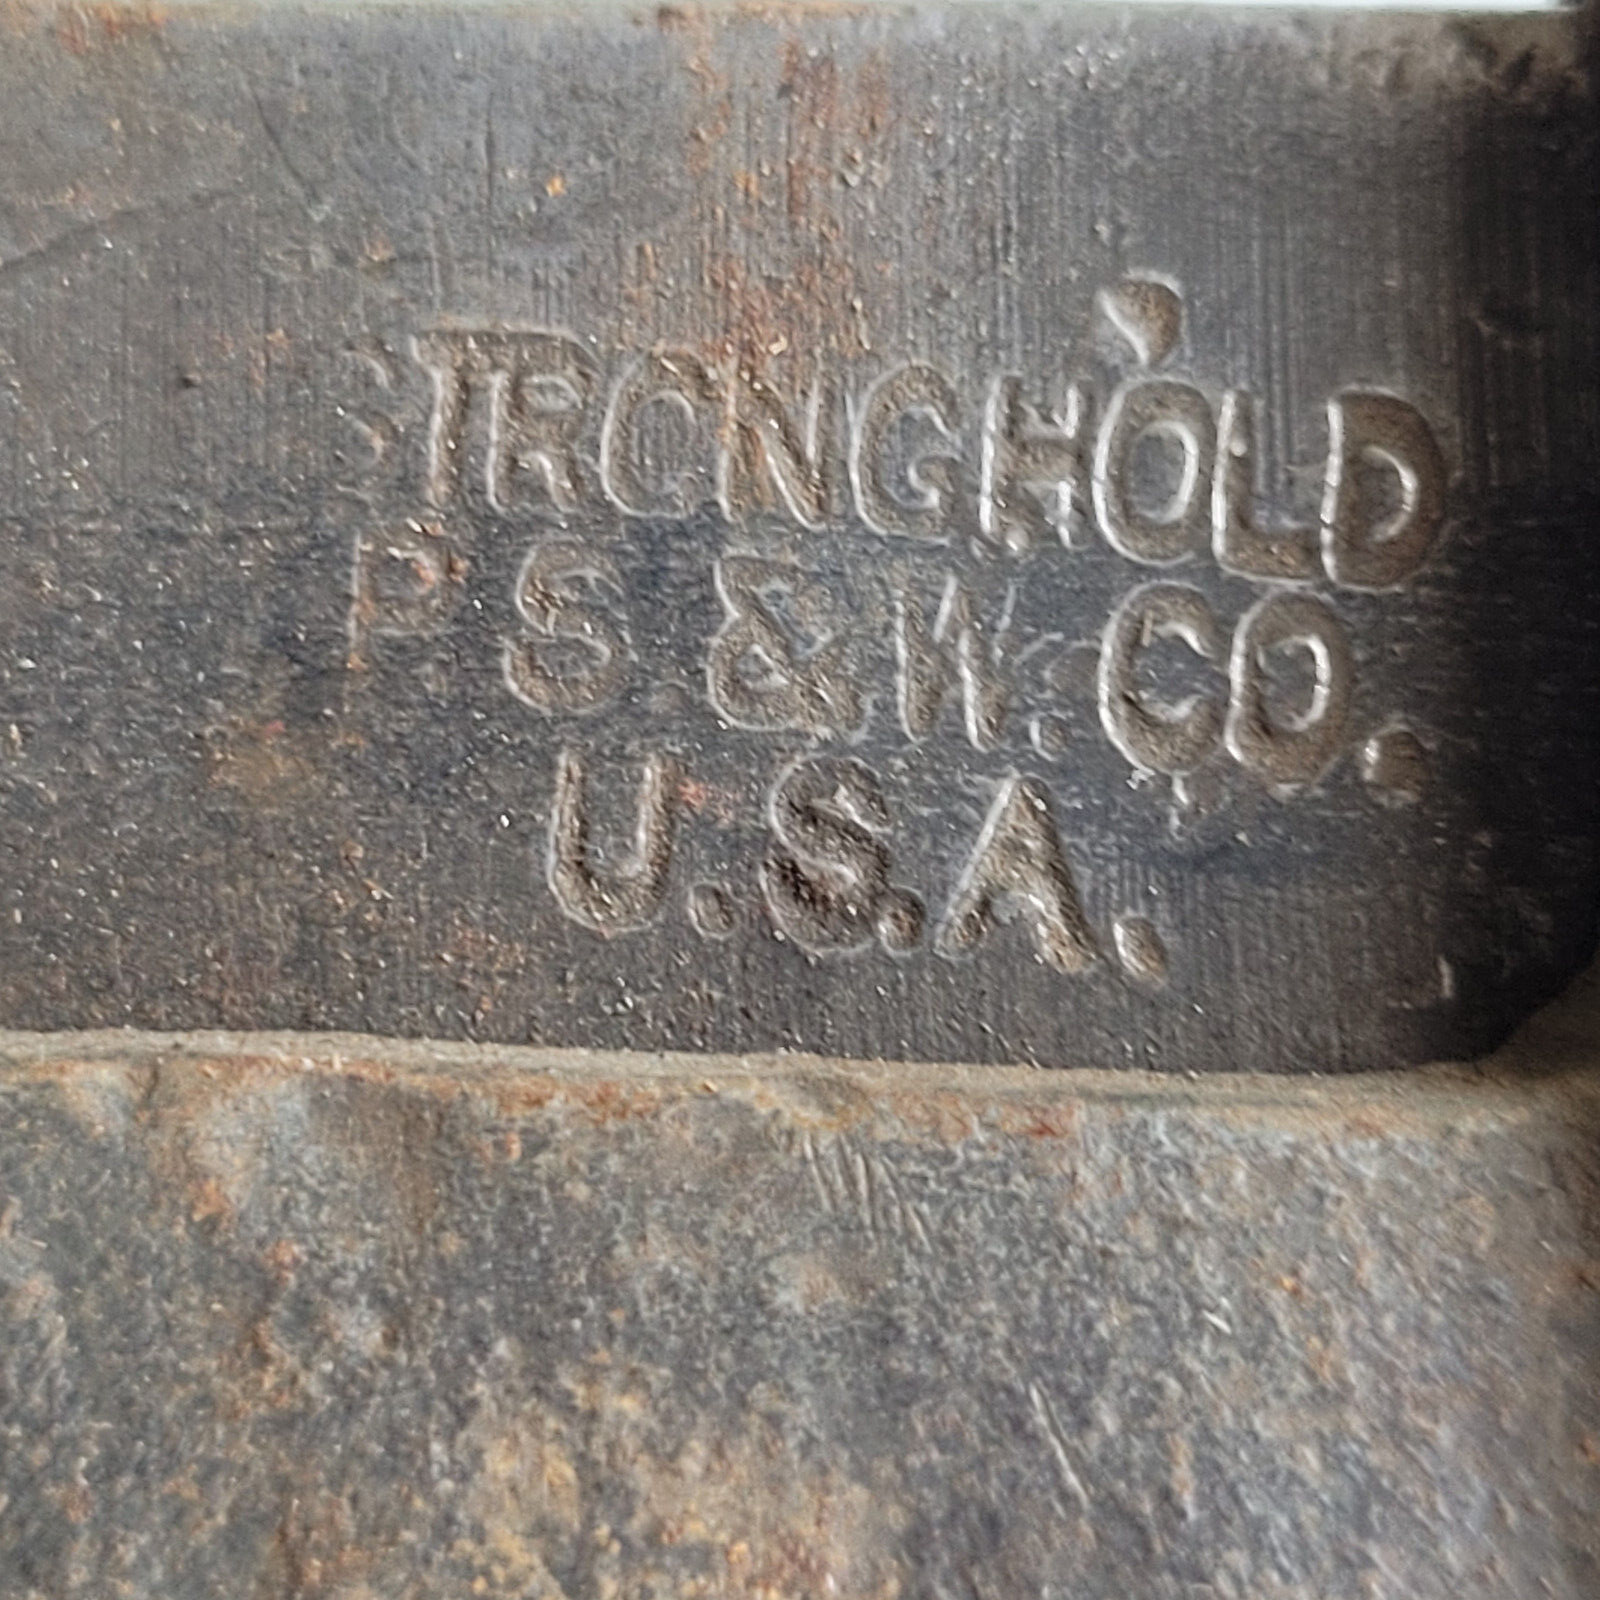 STRONGHOLD
P S & W. CO.
U.S.A.